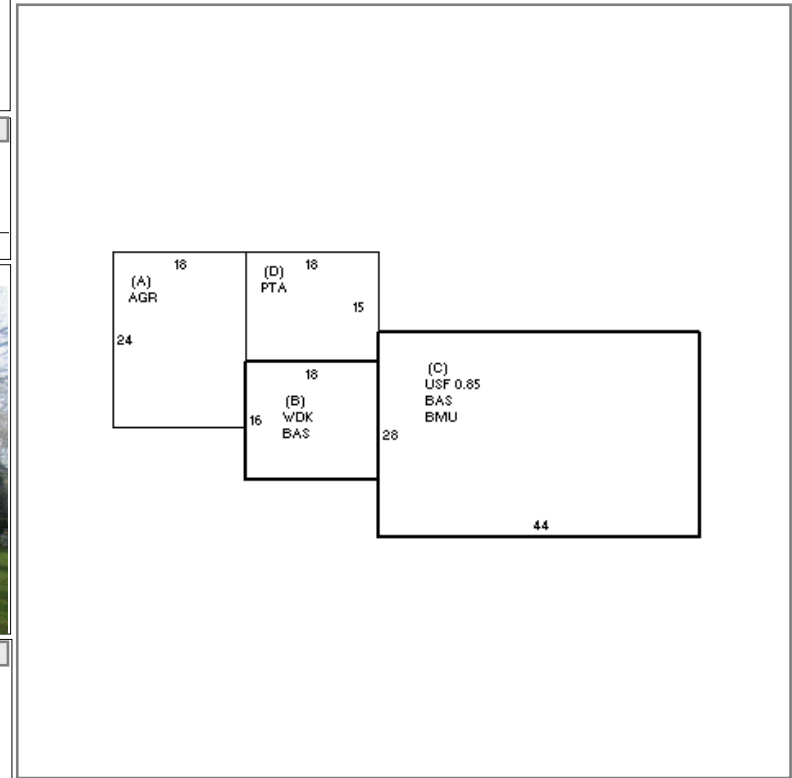 18
(A)
AGR
24
(D) 18
PTA
15
18
(B)
16 WDK
BAS
(C)
USF 0.85
BAS
BMU
28
44